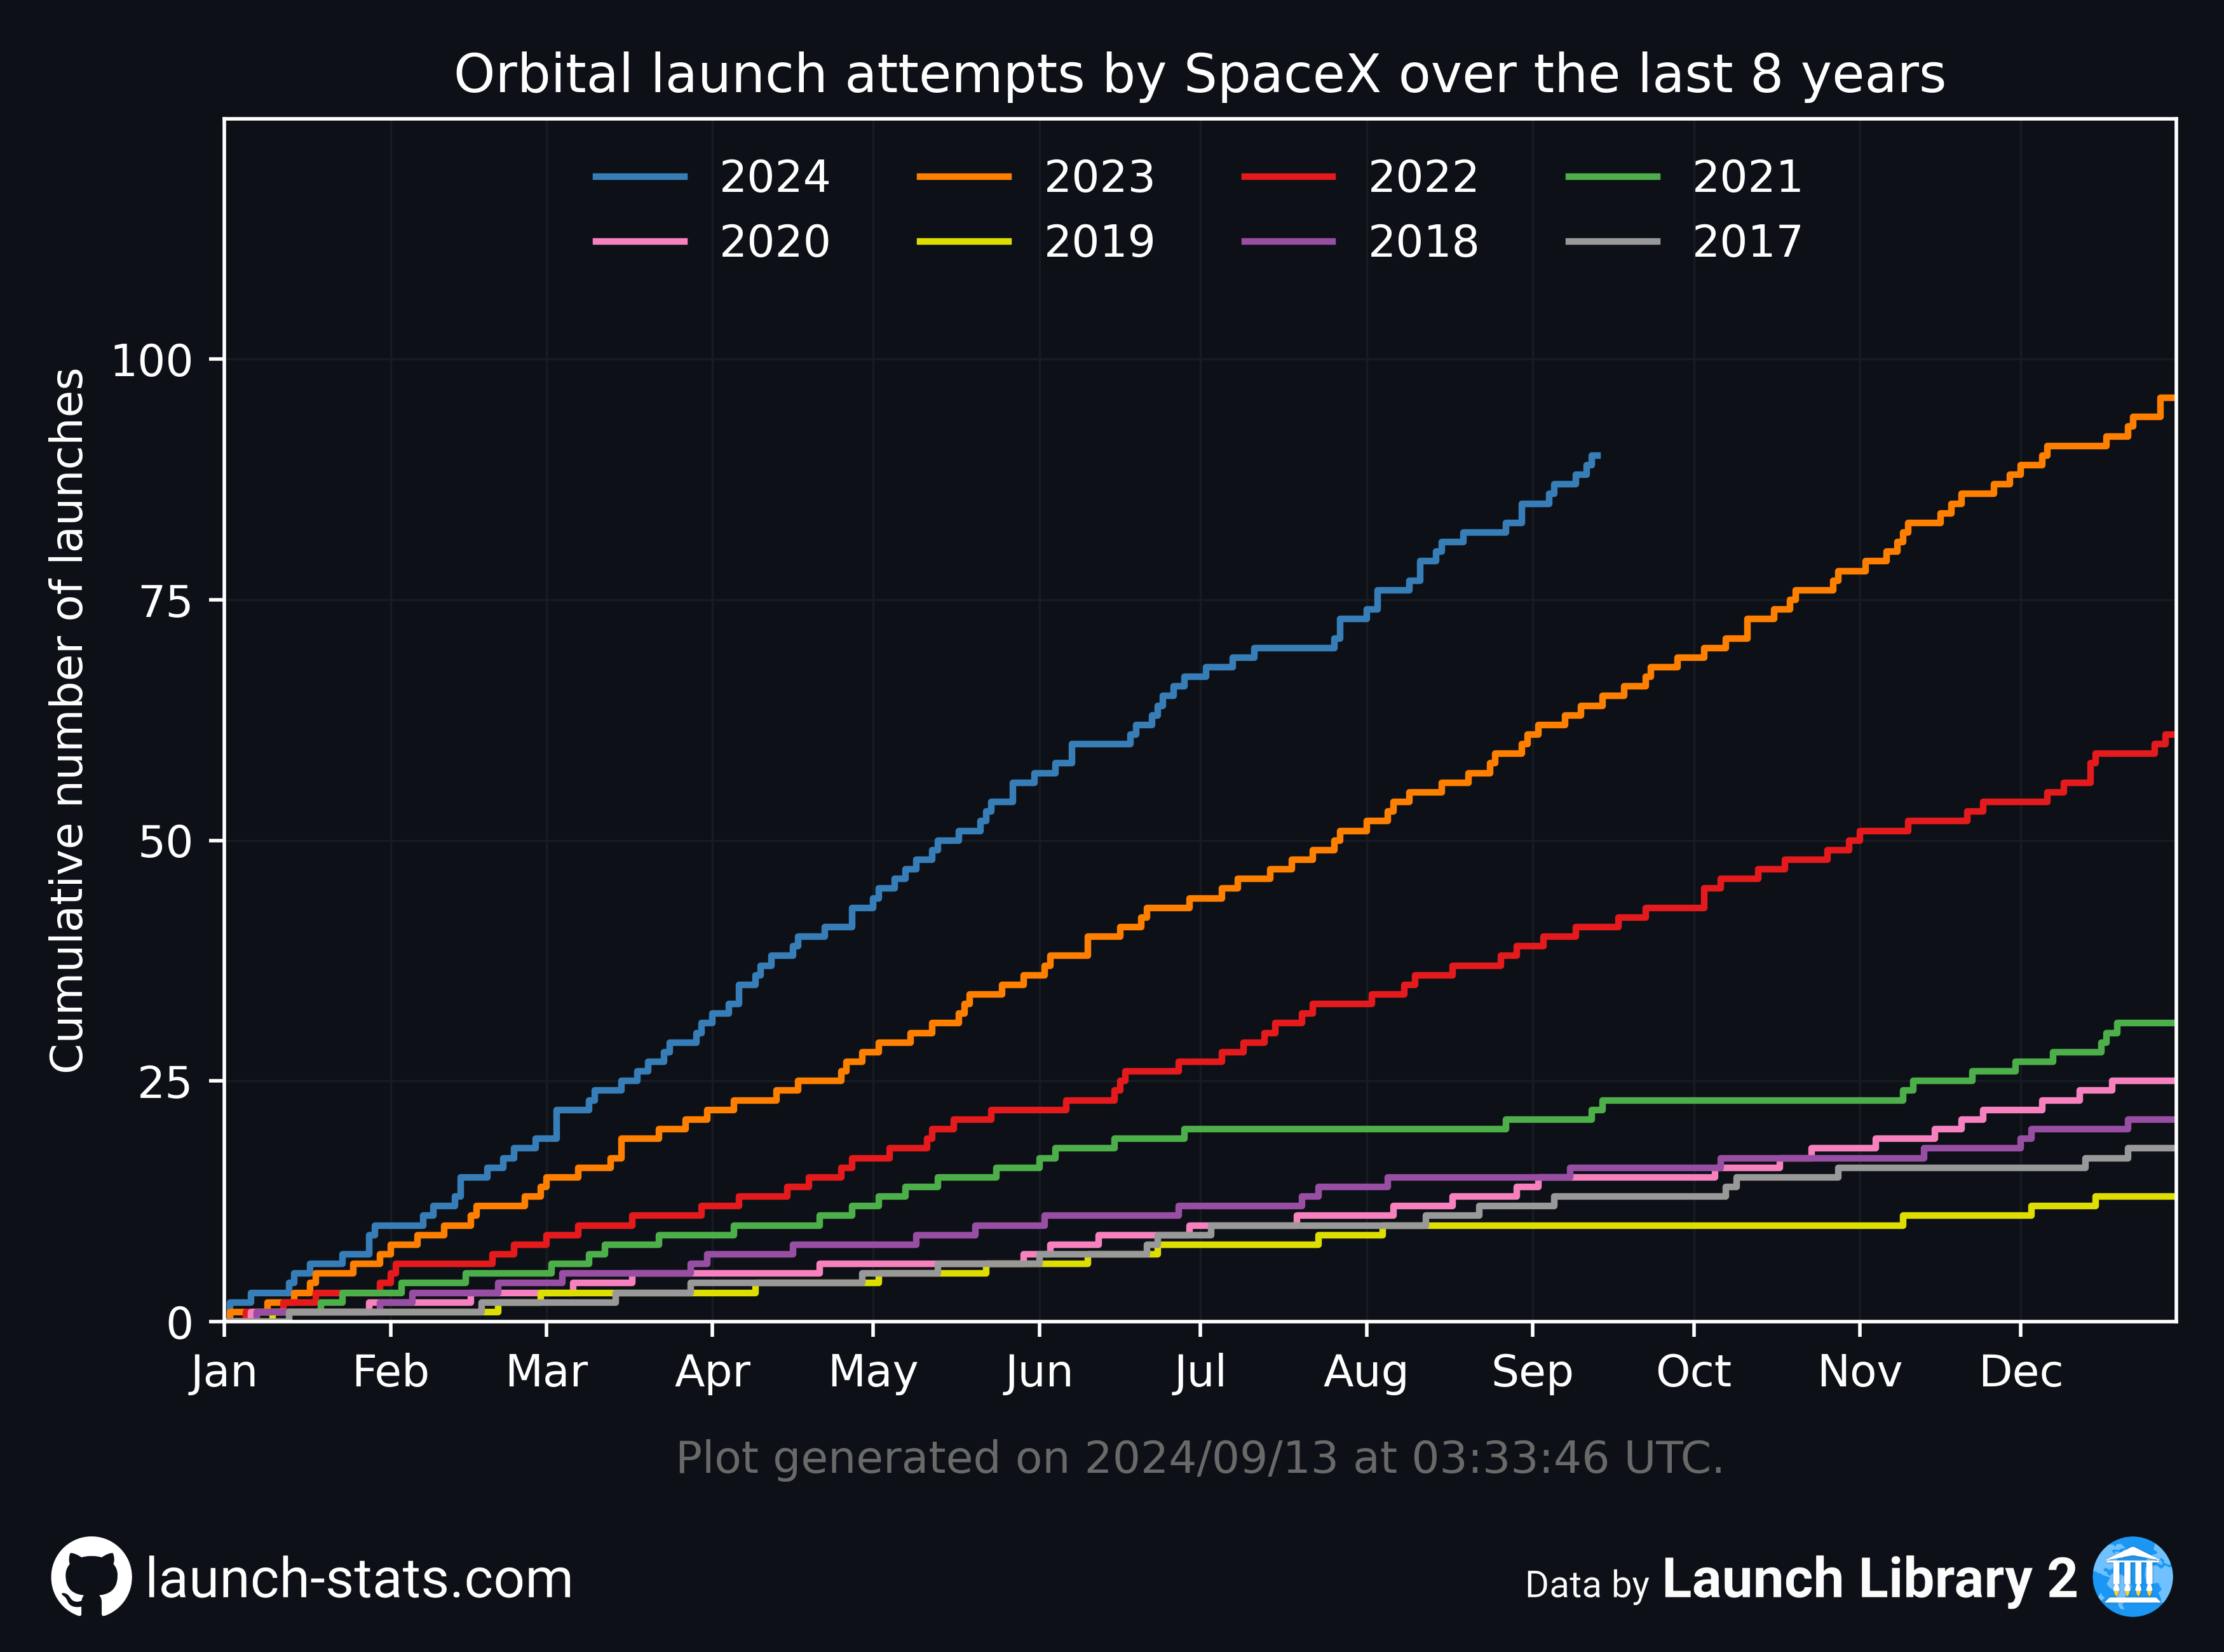 Orbital launch attempts by SpaceX over the last 8 years
2024 2023 2022 2021
2020 2019 2018 2017
Cumulative number of launches
100
75
50
25
0
Jan Feb Mar Apr May Jun Jul Aug Sep Oct Nov Dec
Plot generated on 2024/09/13 at 03:33:46 UTC.
launch-stats.com
Data by Launch Library 2